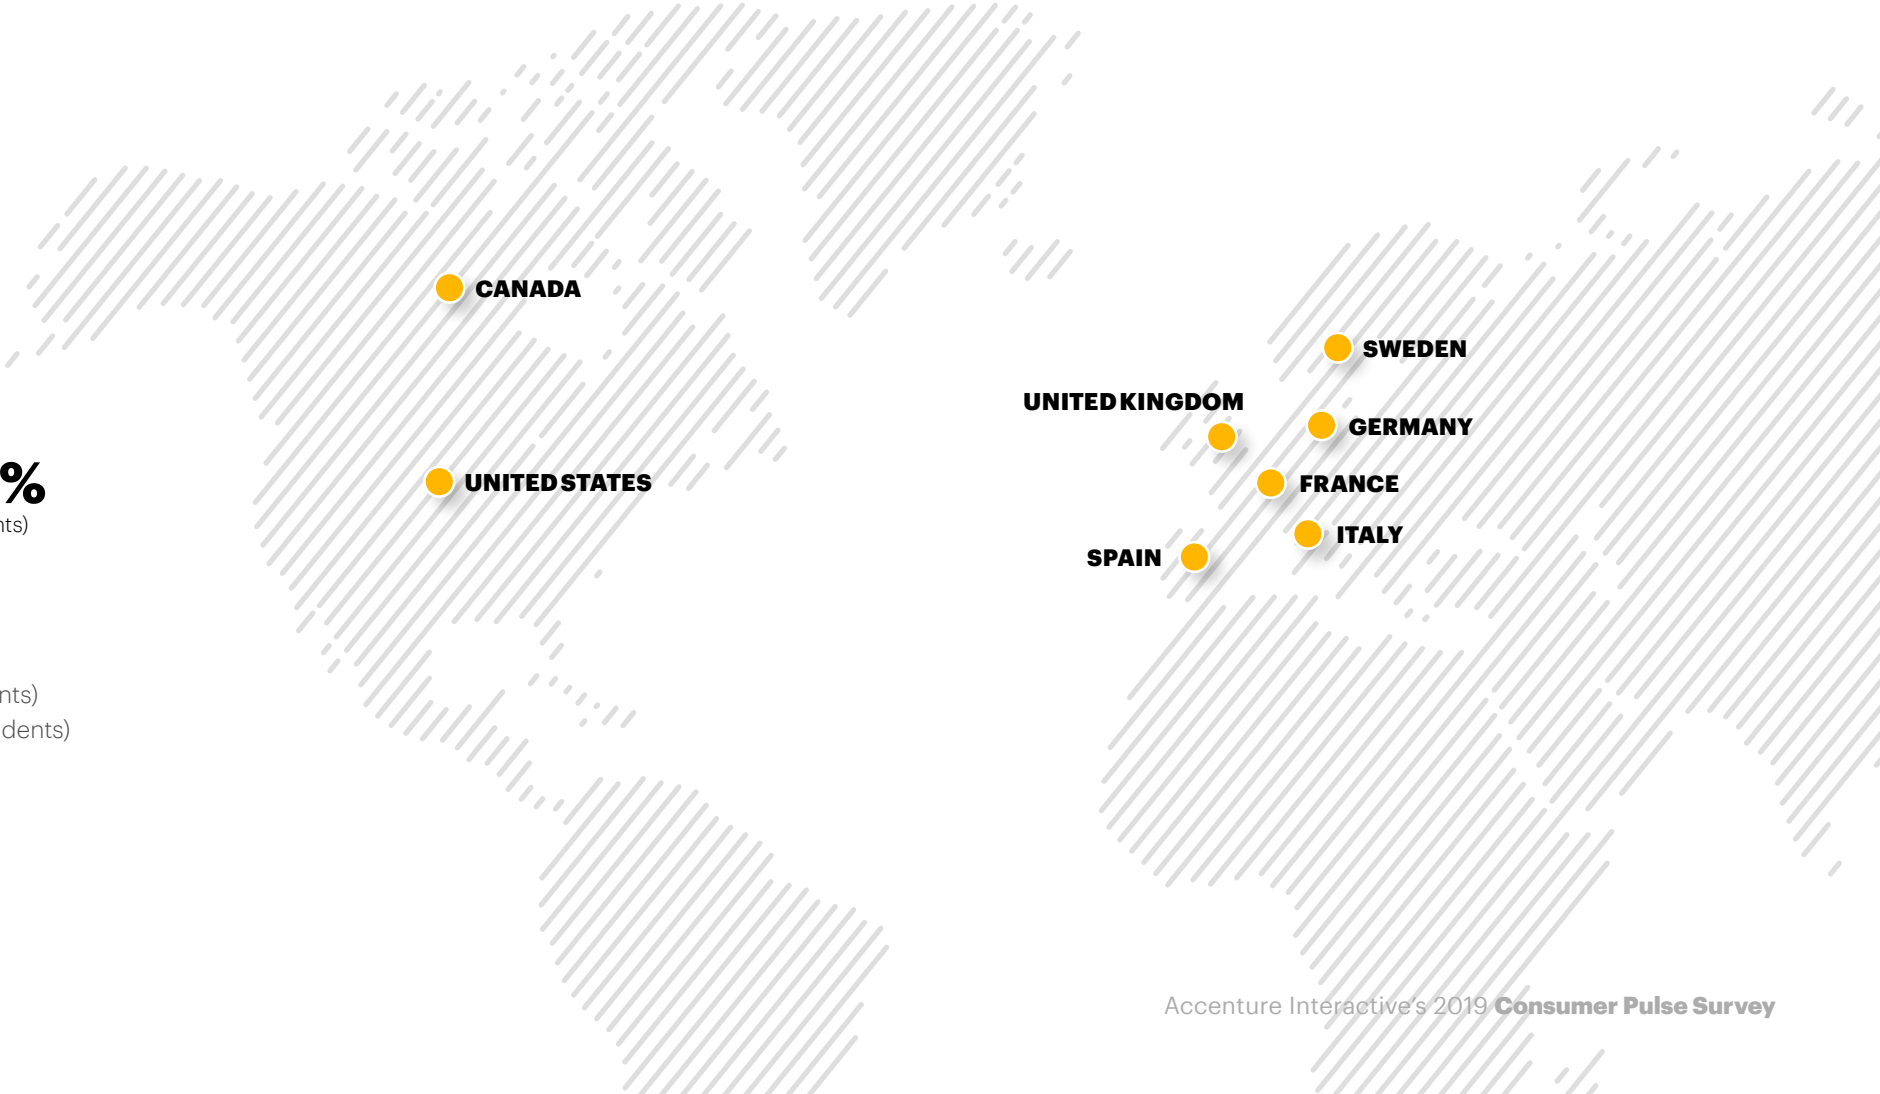 CANADA
SWEDEN
UNITED KINGDOM
GERMANY
%
UNITED STATES
FRANCE
nts)
ITALY
SPAIN
nts)
dents)
Accenture Interactive's 2019 Consumer Pulse Survey